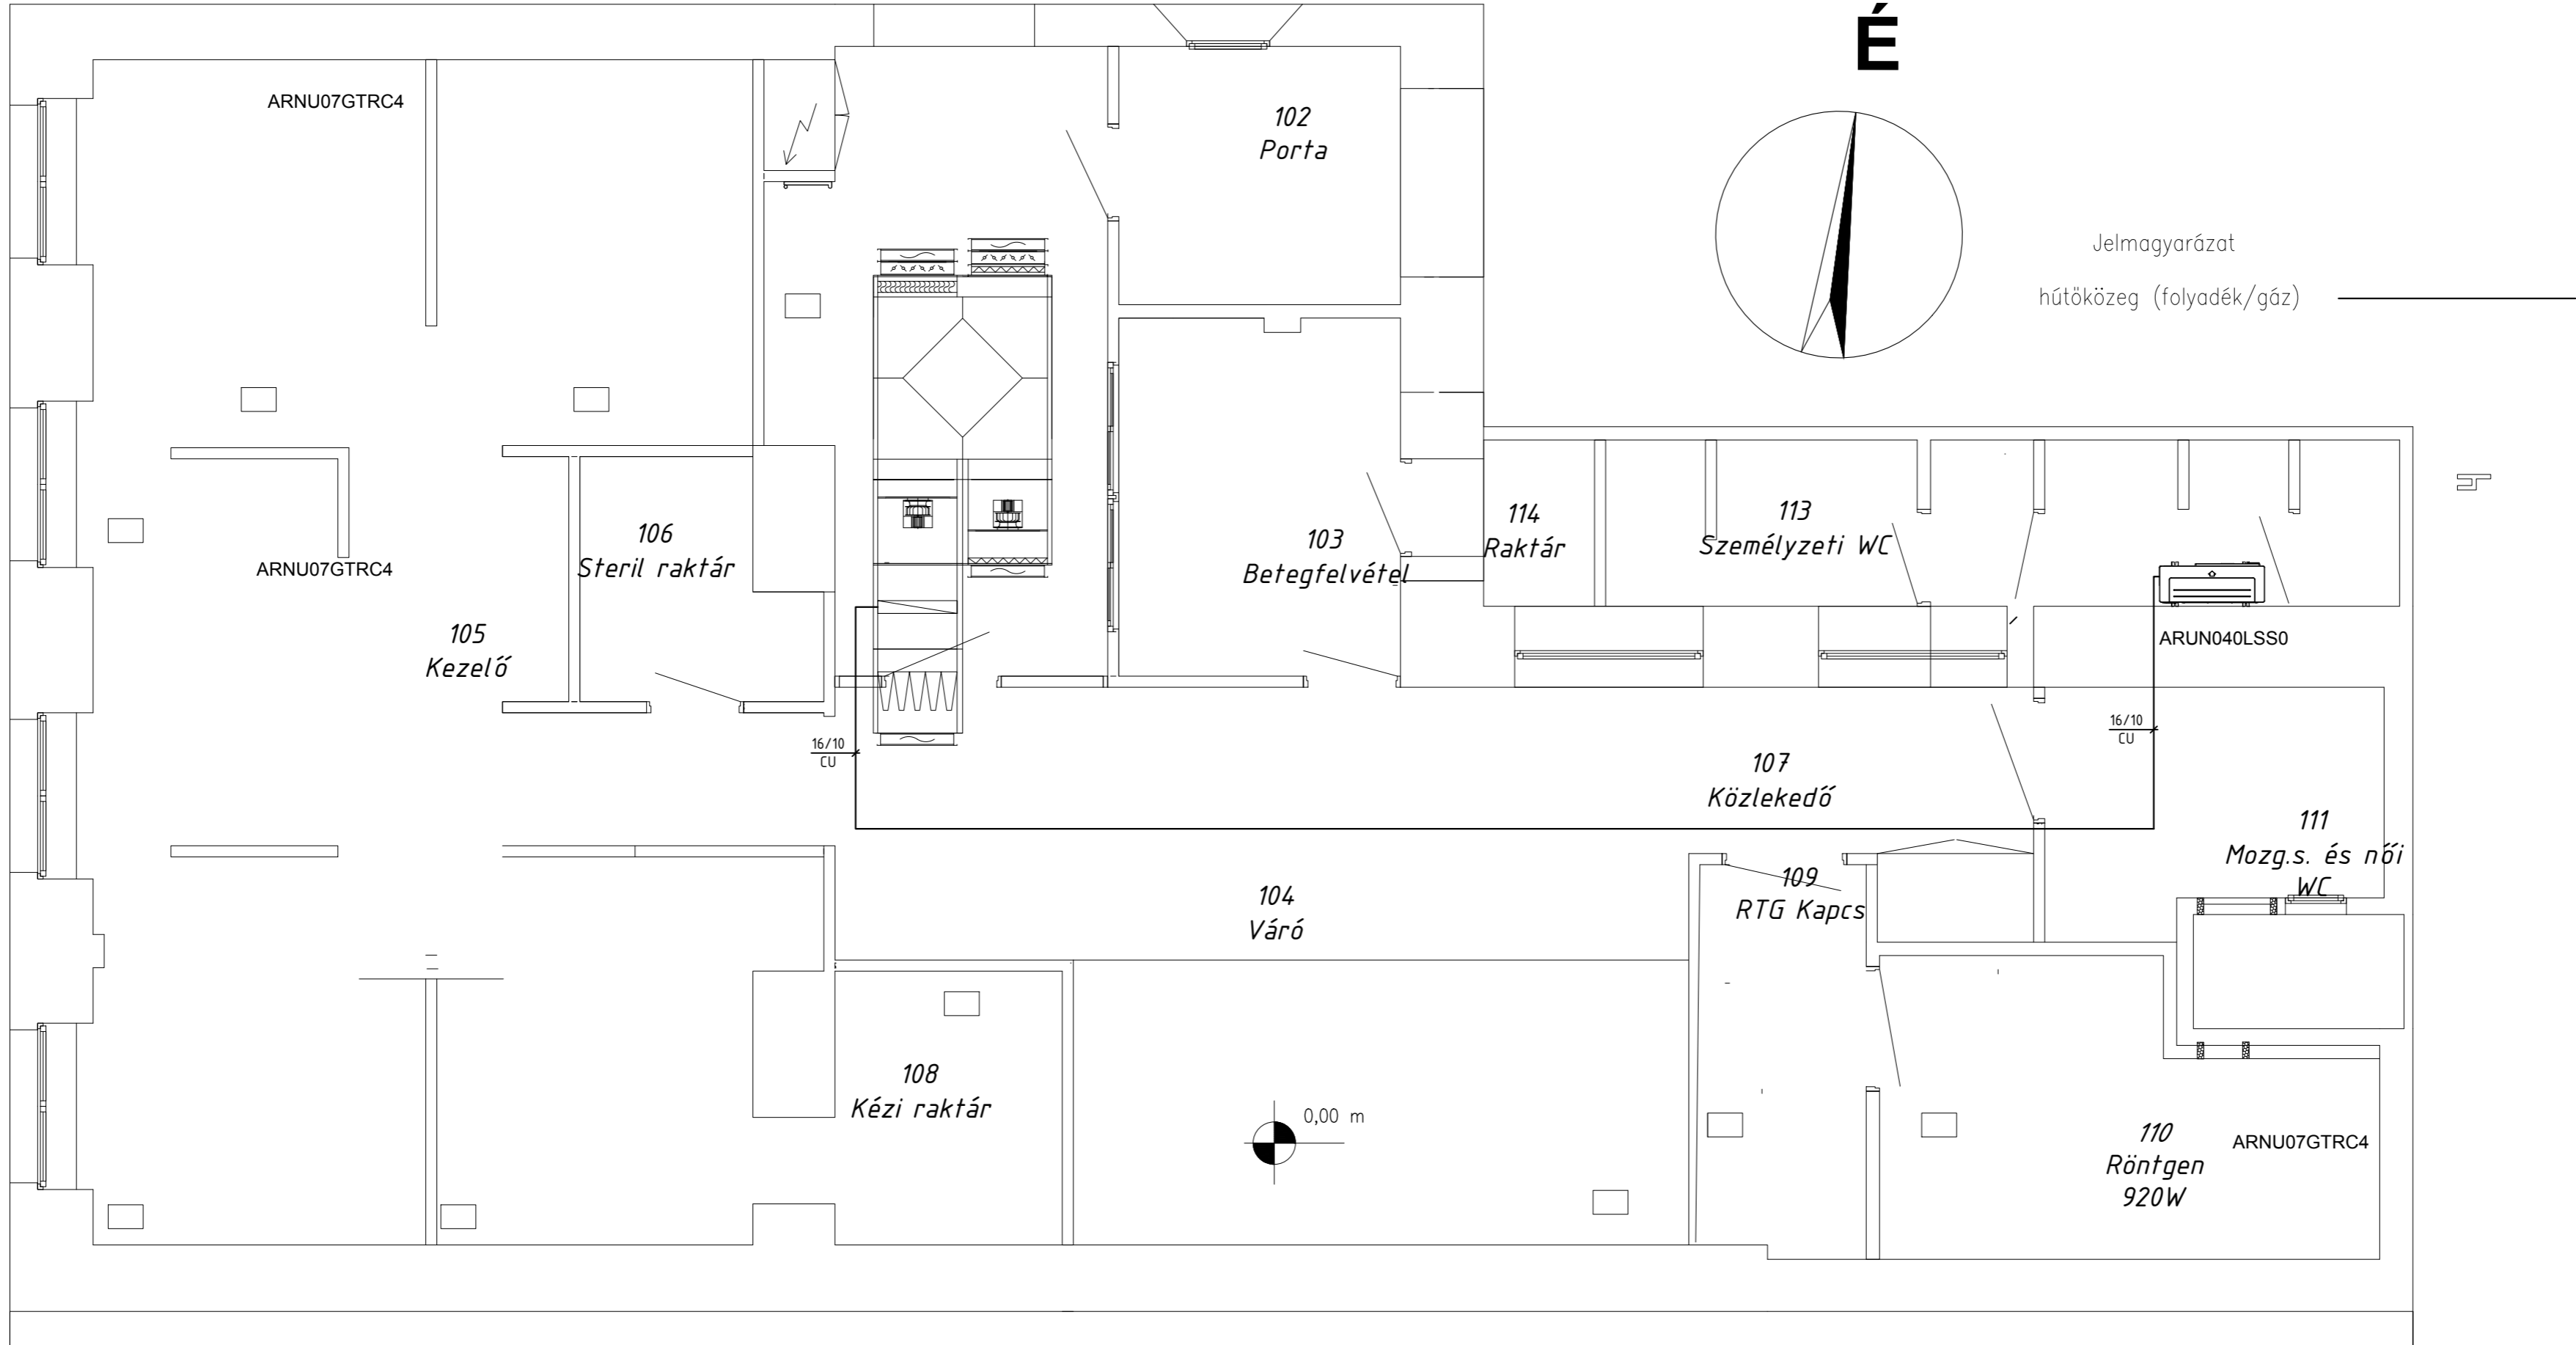 É
ARNU07GTRC4
102
Porta
Jelmagyarázat
hútöközeg (folyadék/gáz)
114
Raktár
113
Személyzeti WC
106
Steril raktár
103
Betegfelvétel
ARNU07GTRC4
105
Kezelő
ARUN040LSS0
16/10
CU
16/10
CU
107
Közlekedő
111
Mozg.s. és női
WC
109
RTG Kapcs
104
Váró
108
Kézi raktár
0,00 m
110
Röntgen
920W
ARNU07GTRC4